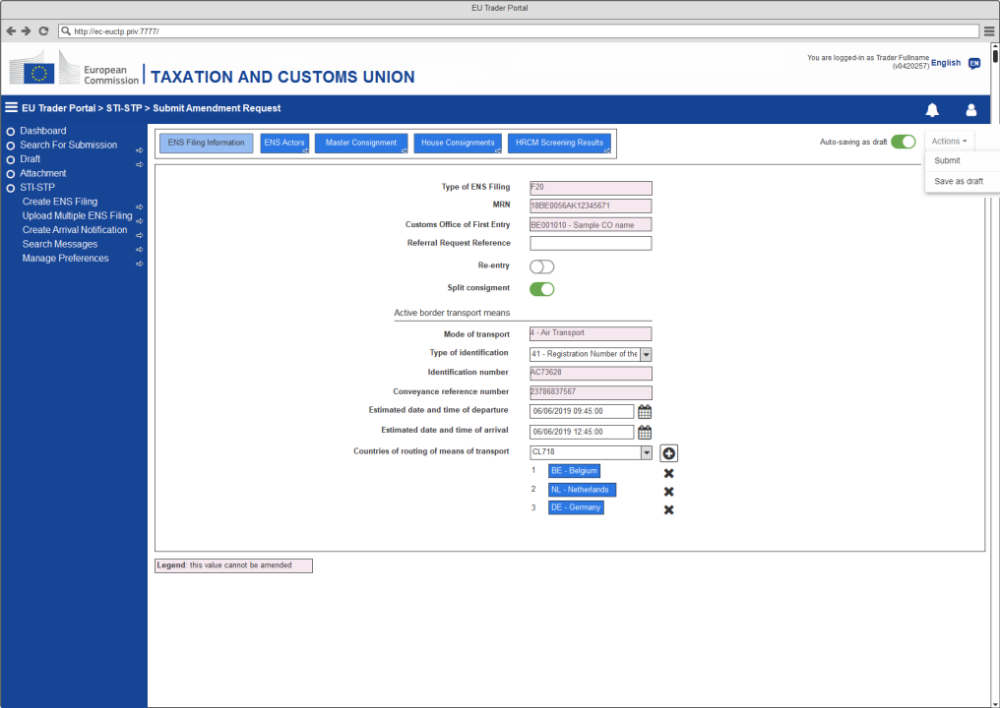 EU Trader Portal
http://ec-euctp.priv:7777/
European
Commission
TAXATION AND CUSTOMS UNION
You are logged-in as Trader Fullname
(v0420257)
English
EN
EU Trader Portal > STI-STP > Submit Amendment Request
Dashboard
Search For Submission
Draft
Attachment
STI-STP
Create ENS Filing
Upload Multiple ENS Filing
Create Arrival Notification
Search Messages
Manage Preferences
ENS Filing Information
ENS Actors
Master Consignment
House Consignments
HRCM Screening Results
Auto-saving as draft
Actions
Submit
Save as draft
Type of ENS Filing F20
MRN 18BE0056AK12345671
Customs Office of First Entry BE001010 - Sample CO name
Referral Request Reference
Re-entry
Split consigment
Active border transport means
Mode of transport 4 - Air Transport
Type of identification 41 - Registration Number of the
Identification number AC73628
Conveyance reference number 23786837567
Estimated date and time of departure 06/06/2019 09:45:00
Estimated date and time of arrival 06/06/2019 12:45:00
Countries of routing of means of transport CL718
1 BE - Belgium
2 NL - Netherlands
3 DE - Germany
Legend: this value cannot be amended